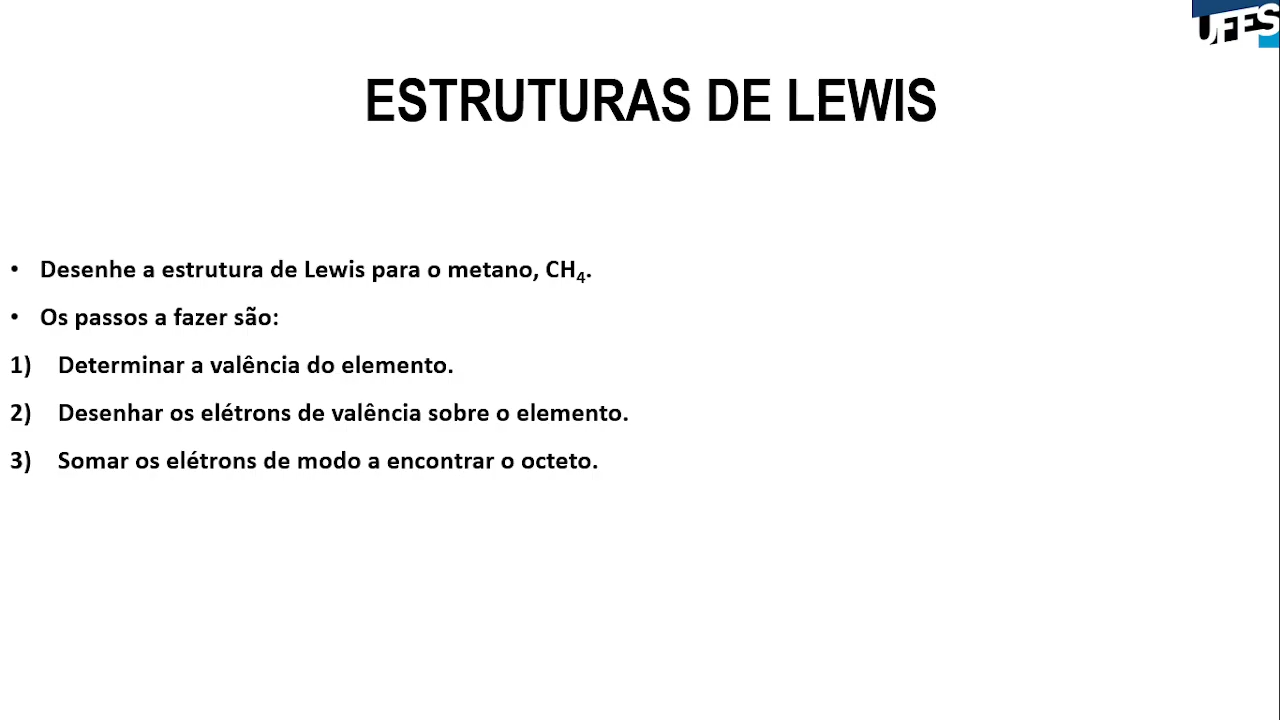 UFES
ESTRUTURAS DE LEWIS
• Desenhe a estrutura de Lewis para o metano, CH₄.
• Os passos a fazer são:
1) Determinar a valência do elemento.
2) Desenhar os elétrons de valência sobre o elemento.
3) Somar os elétrons de modo a encontrar o octeto.